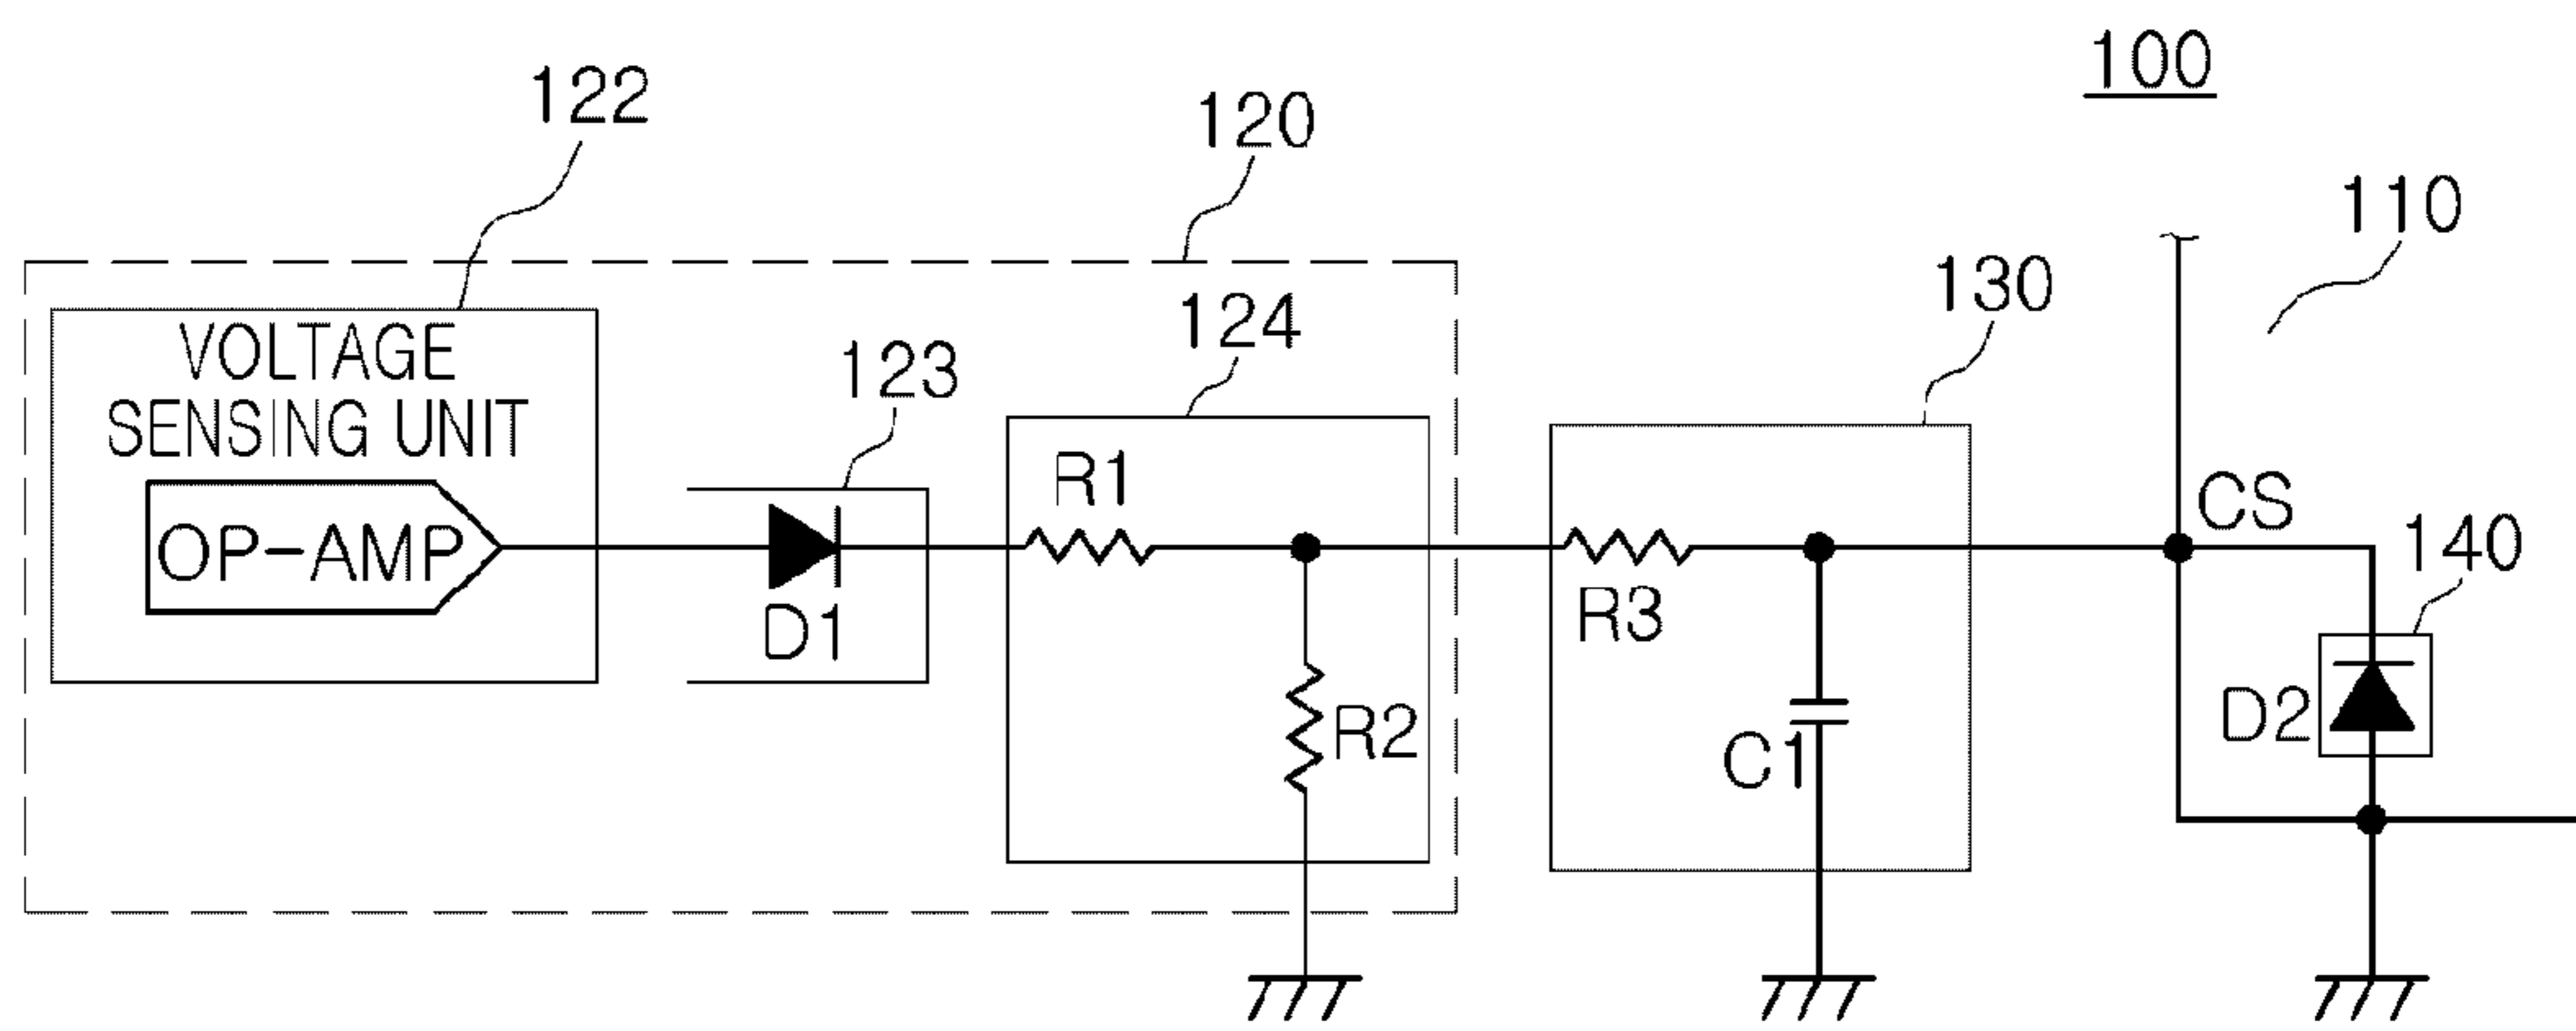 100
122
120
110
130
124
VOLTAGE
SENSING UNIT
123
OP-AMP
R1
CS
140
D1
R3
R2
C1
D2